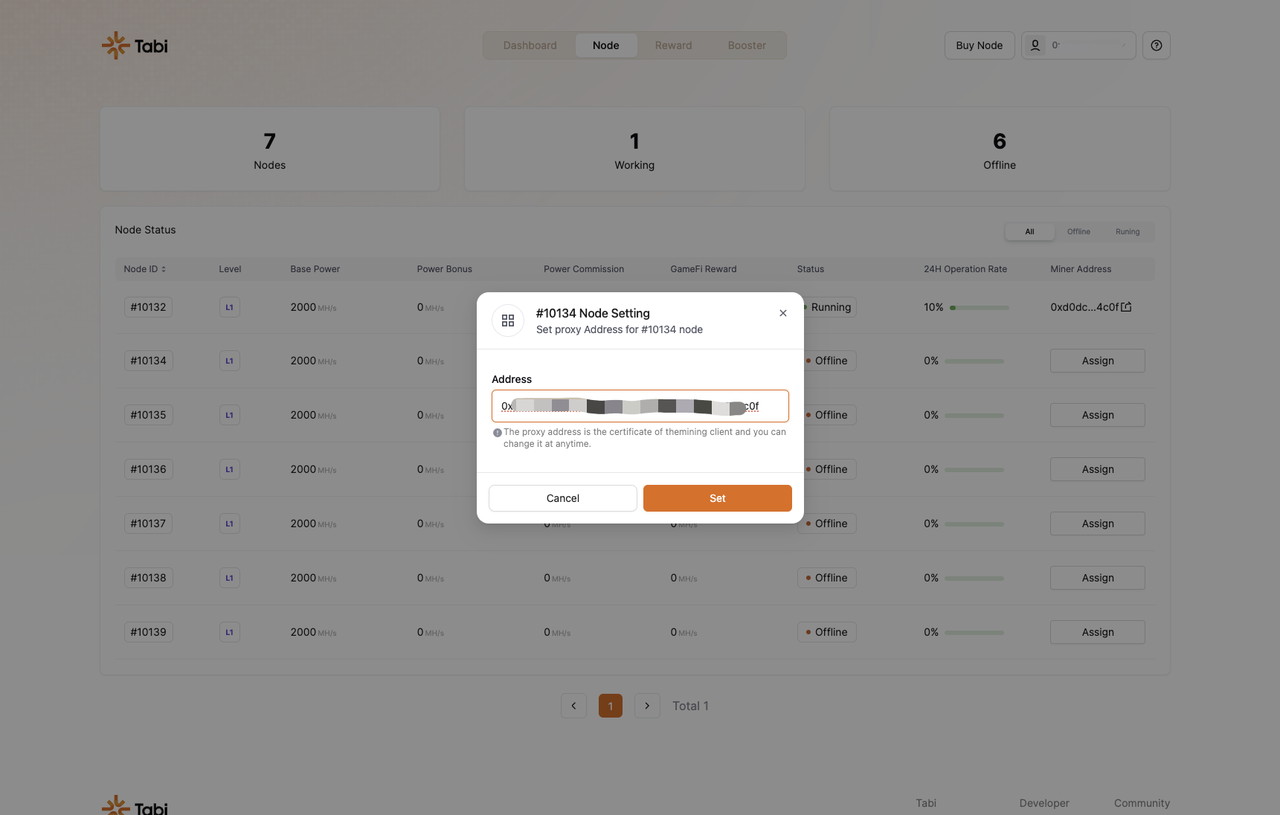 Tabi
Dashboard Node Reward Booster
Buy Node
7
Nodes
1
Working
6
Offline
Node Status
All Offline Runing
Node ID Level Base Power Power Bonus Power Commission GameFi Reward Status 24H Operation Rate Miner Address
#10132 L1 2000 MH/s 0 MH/s Running 10% 0xd0dc...4c0f
#10134 L1 2000 MH/s 0 MH/s Offline 0% Assign
#10135 L1 2000 MH/s 0 MH/s Offline 0% Assign
#10136 L1 2000 MH/s 0 MH/s Offline 0% Assign
#10137 L1 2000 MH/s 0 MH/s 0 MH/s 0 MH/s Offline 0% Assign
#10138 L1 2000 MH/s 0 MH/s 0 MH/s 0 MH/s Offline 0% Assign
#10139 L1 2000 MH/s 0 MH/s 0 MH/s 0 MH/s Offline 0% Assign
#10134 Node Setting
Set proxy Address for #10134 node
Address
0x c0f
The proxy address is the certificate of themining client and you can
change it at anytime.
Cancel Set
1 Total 1
Tabi
Tabi Developer Community